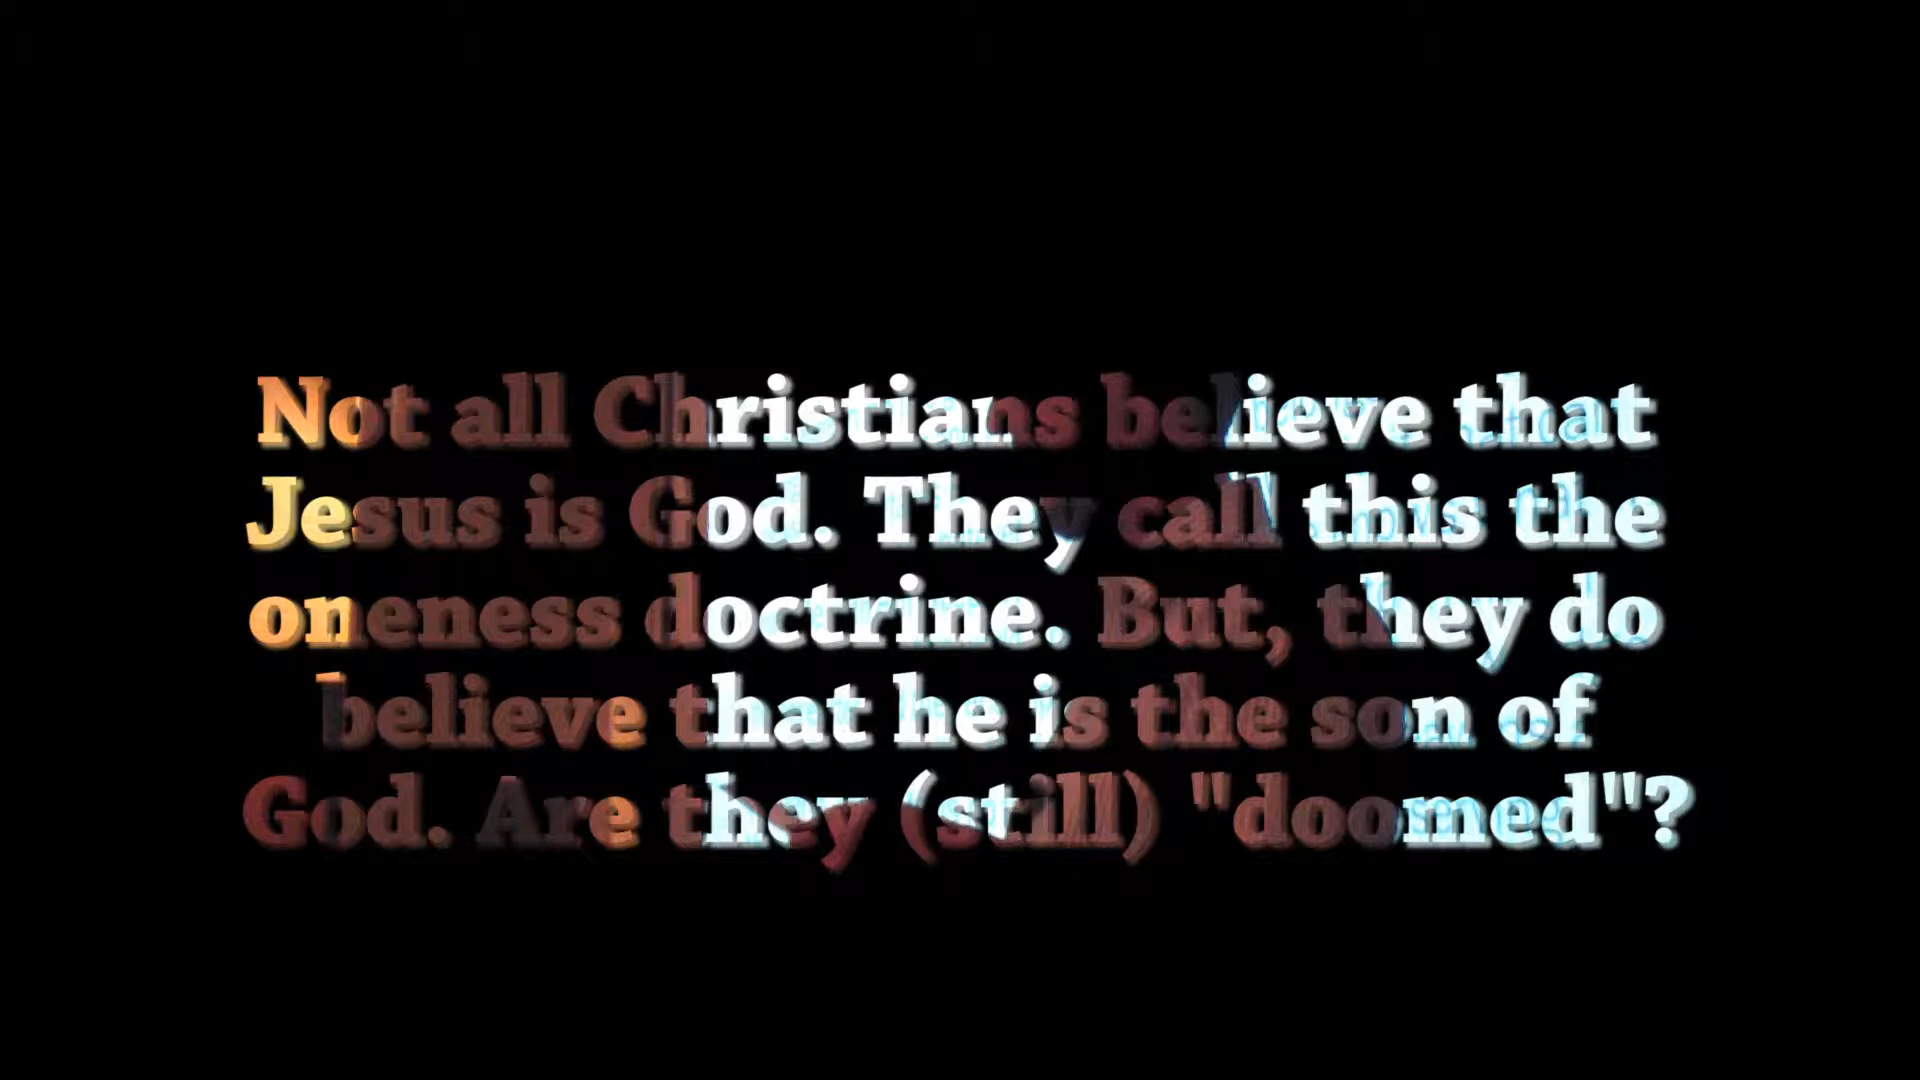 Not all Christians believe that
Jesus is God. They call this the
oneness doctrine. But, they do
believe that he is the son of
God. Are they (still) "doomed"?